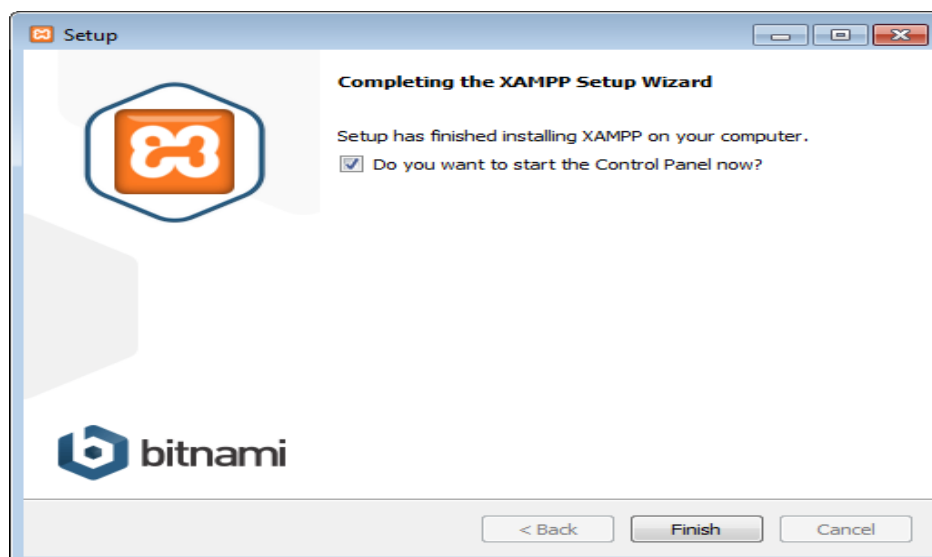 Setup
Completing the XAMPP Setup Wizard
Setup has finished installing XAMPP on your computer.
Do you want to start the Control Panel now?
bitnami
< Back
Finish
Cancel